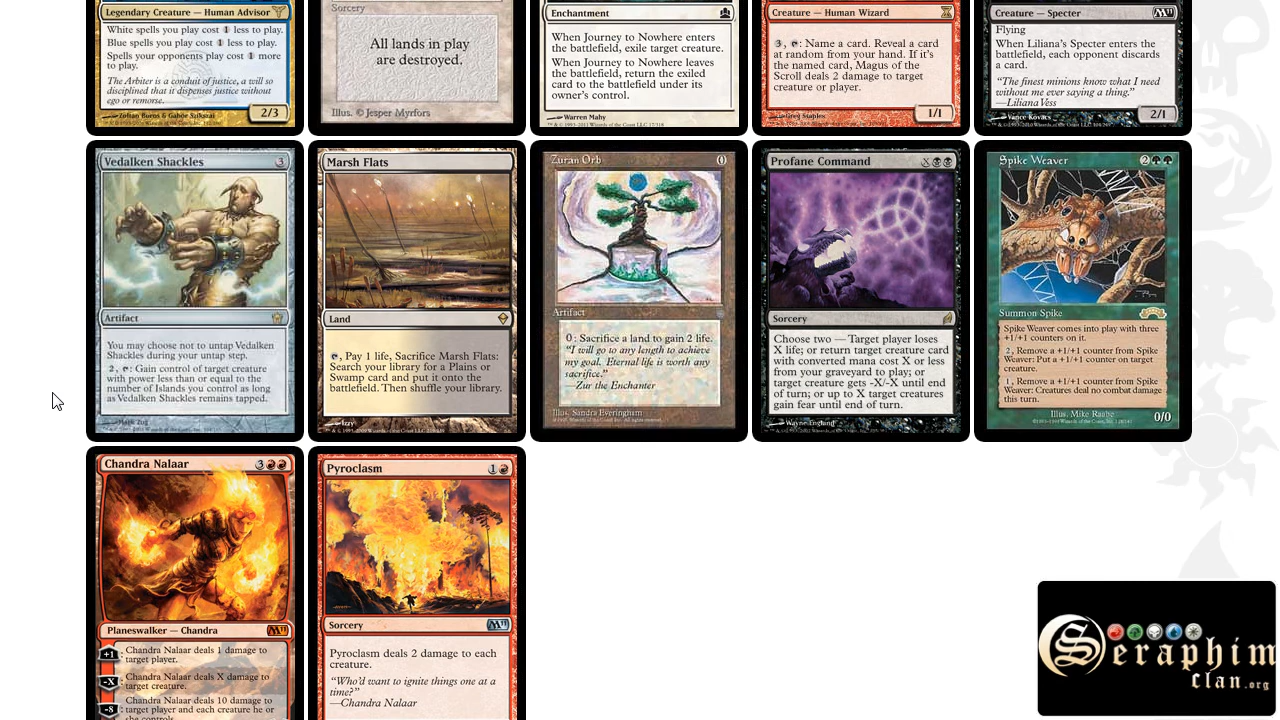 Legendary Creature — Human Advisor
White spells you play cost 1 less to play.
Blue spells you play cost 1 less to play.
Spells your opponents play cost 1 more
to play.
The Arbiter is a conduit of justice, a will so
disciplined that it dispenses justice without
ego or remorse.
Zoltan Boros & Gabor Szikszai
2/3
Sorcery
All lands in play
are destroyed.
Illus. © Jesper Myrfors
Enchantment
When Journey to Nowhere enters
the battlefield, exile target creature.
When Journey to Nowhere leaves
the battlefield, return the exiled
card to the battlefield under its
owner's control.
Warren Mahy
Creature — Human Wizard
3, : Name a card. Reveal a card
at random from your hand. If it's
the named card, Magus of the
Scroll deals 2 damage to target
creature or player.
Greg Staples
1/1
Creature — Specter
Flying
When Liliana's Specter enters the
battlefield, each opponent discards
a card.
"The finest minions know what I need
without me ever saying a thing."
—Liliana Vess
Vance Kovacs
2/1
Vedalken Shackles 3
Artifact
You may choose not to untap Vedalken
Shackles during your untap step.
2, : Gain control of target creature
with power less than or equal to the
number of Islands you control as long
as Vedalken Shackles remains tapped.
Mark Zug
Marsh Flats
Land
, Pay 1 life, Sacrifice Marsh Flats:
Search your library for a Plains or
Swamp card and put it onto the
battlefield. Then shuffle your library.
Izzy
Zuran Orb 0
Artifact
0: Sacrifice a land to gain 2 life.
"I will go to any length to achieve
my goal. Eternal life is worth any
sacrifice."
—Zur the Enchanter
Illus. Sandra Everingham
Profane Command X
Sorcery
Choose two — Target player loses
X life; or return target creature card
with converted mana cost X or less
from your graveyard to play; or
target creature gets -X/-X until end
of turn; or up to X target creatures
gain fear until end of turn.
Wayne England
Spike Weaver 2
Summon Spike
Spike Weaver comes into play with three
+1/+1 counters on it.
2, Remove a +1/+1 counter from Spike
Weaver: Put a +1/+1 counter on target
creature.
1, Remove a +1/+1 counter from Spike
Weaver: Creatures deal no combat damage
this turn.
Illus. Mike Raabe
0/0
Chandra Nalaar 3
Planeswalker — Chandra
M11
+1: Chandra Nalaar deals 1 damage to
target player.
-X: Chandra Nalaar deals X damage to
target creature.
-8: Chandra Nalaar deals 10 damage to
target player and each creature he or
she controls.
Pyroclasm 1
Sorcery
Pyroclasm deals 2 damage to each
creature.
"Who'd want to ignite things one at a
time?"
—Chandra Nalaar
Seraphim
clan.org